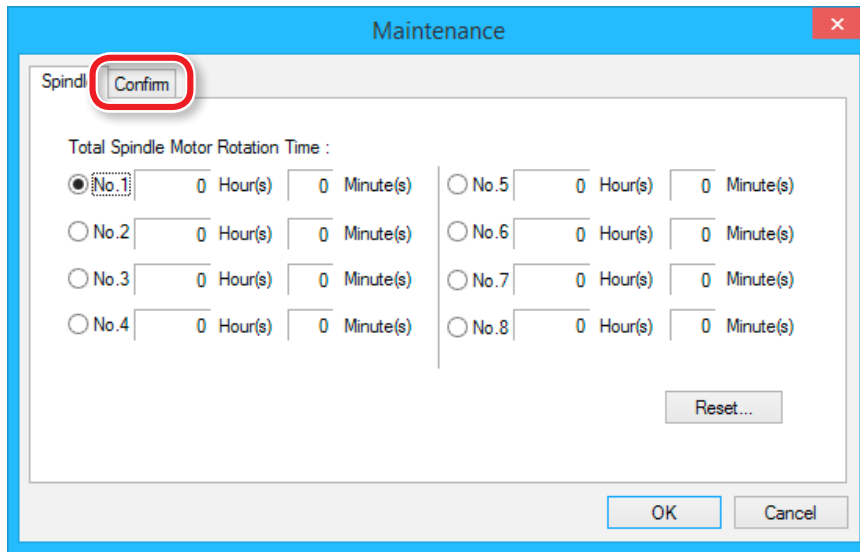 Maintenance
Spindl Confirm
Total Spindle Motor Rotation Time :
No.1 0 Hour(s) 0 Minute(s) No.5 0 Hour(s) 0 Minute(s)
No.2 0 Hour(s) 0 Minute(s) No.6 0 Hour(s) 0 Minute(s)
No.3 0 Hour(s) 0 Minute(s) No.7 0 Hour(s) 0 Minute(s)
No.4 0 Hour(s) 0 Minute(s) No.8 0 Hour(s) 0 Minute(s)
Reset...
OK Cancel